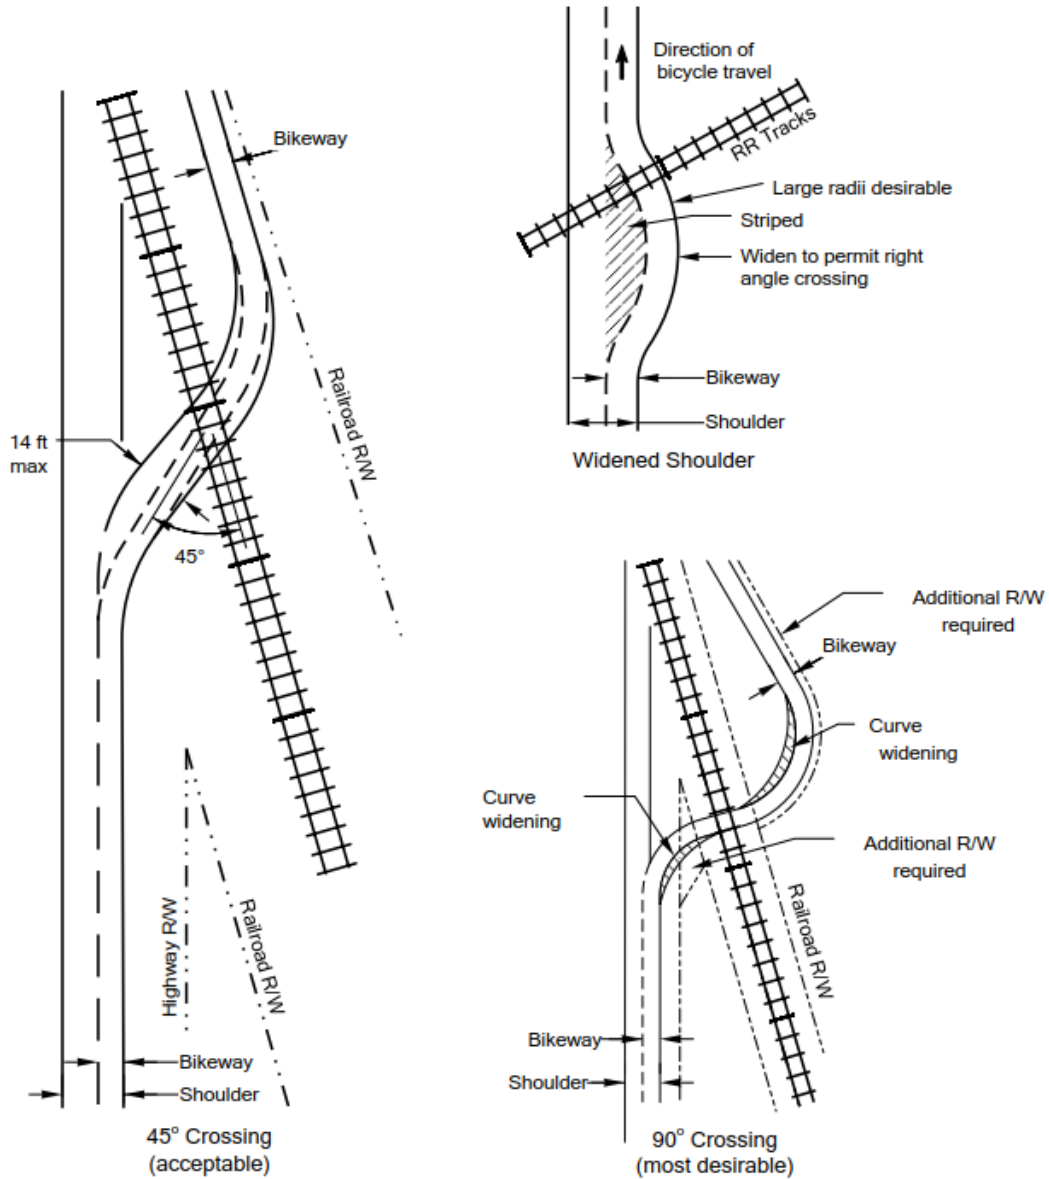 Bikeway
14 ft
max
45°
Railroad R/W
Highway R/W
Railroad R/W
Bikeway
Shoulder
45° Crossing
(acceptable)
Direction of
bicycle travel
RR Tracks
Large radii desirable
Striped
Widen to permit right
angle crossing
Bikeway
Shoulder
Widened Shoulder
Additional R/W
required
Bikeway
Curve
widening
Curve
widening
Additional R/W
required
Railroad R/W
Bikeway
Shoulder
90° Crossing
(most desirable)